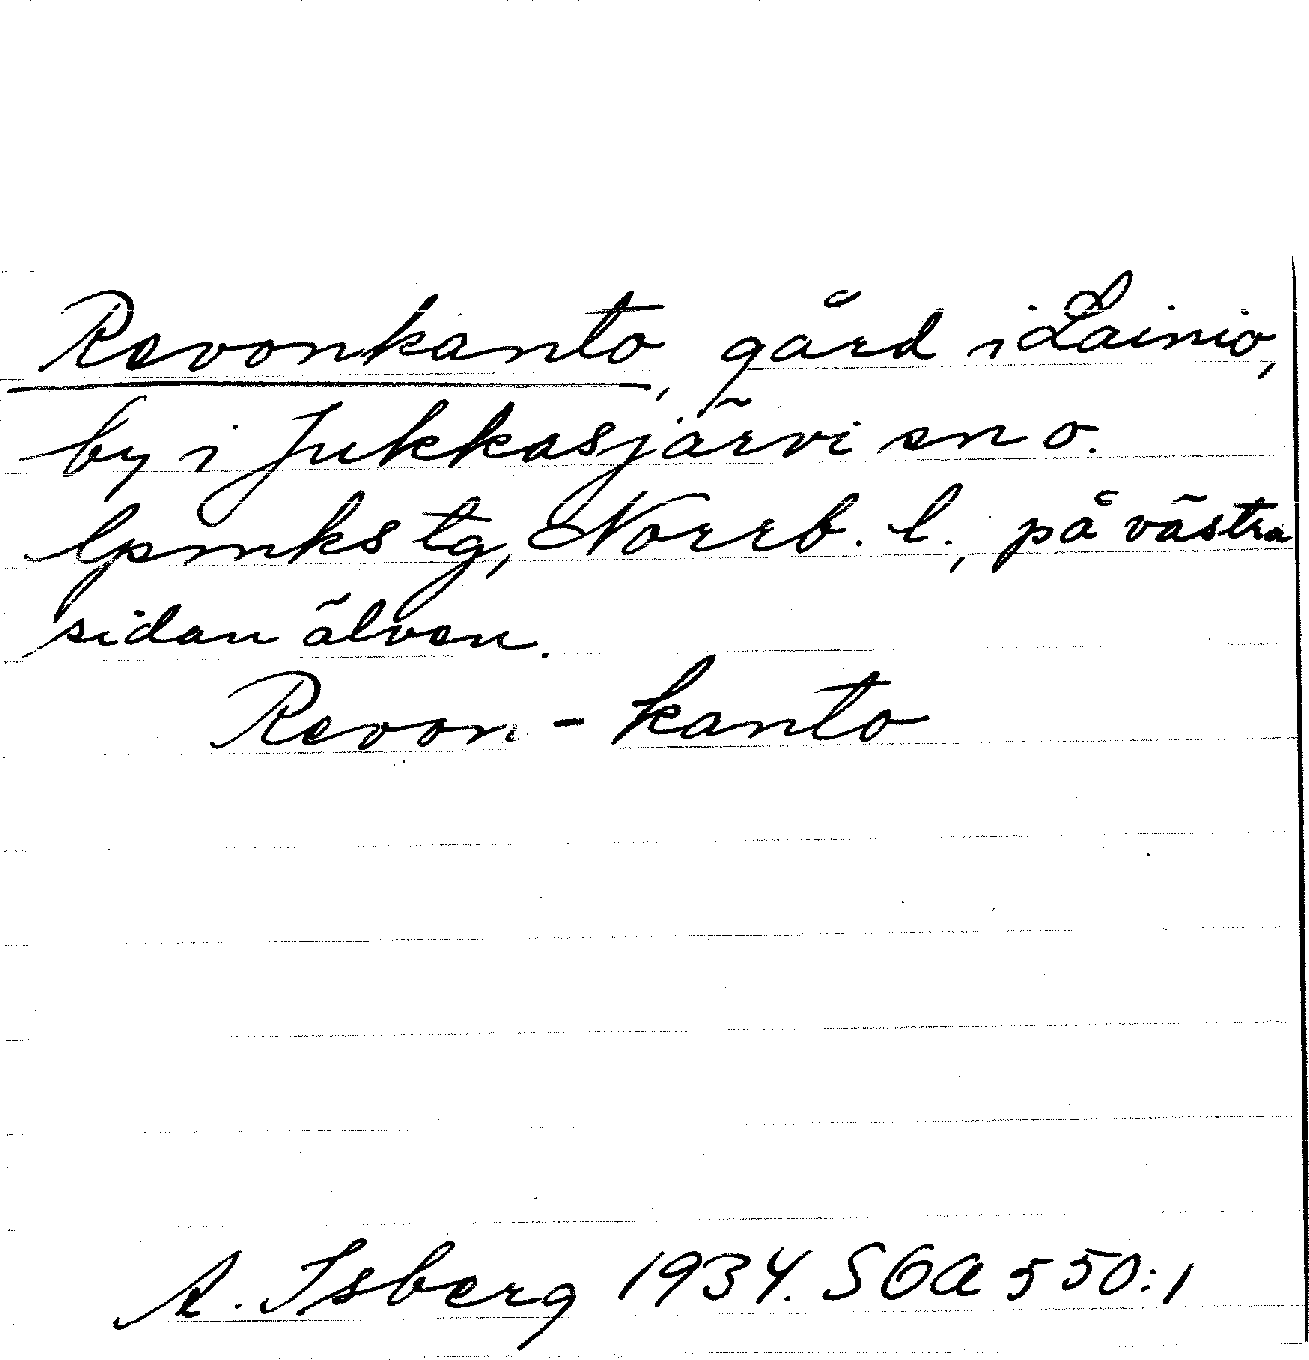 Revonkanto, gård i Lainio,
by i Jukkasjärvi sn o.
lpmks tg, Norrb. l., på västra
sidan älven.
Revon - kanto
A. Isberg 1934. SOA 550:1